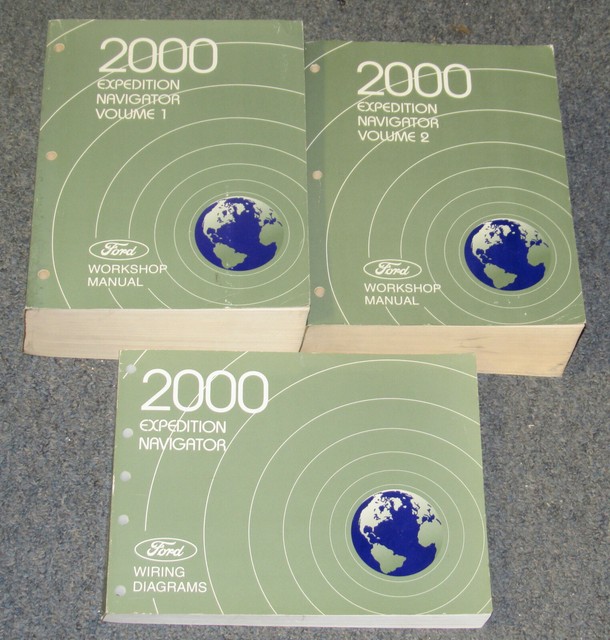 2000
EXPEDITION
NAVIGATOR
VOLUME 1
Ford
WORKSHOP
MANUAL
2000
EXPEDITION
NAVIGATOR
VOLUME 2
Ford
WORKSHOP
MANUAL
2000
EXPEDITION
NAVIGATOR
Ford
WIRING
DIAGRAMS